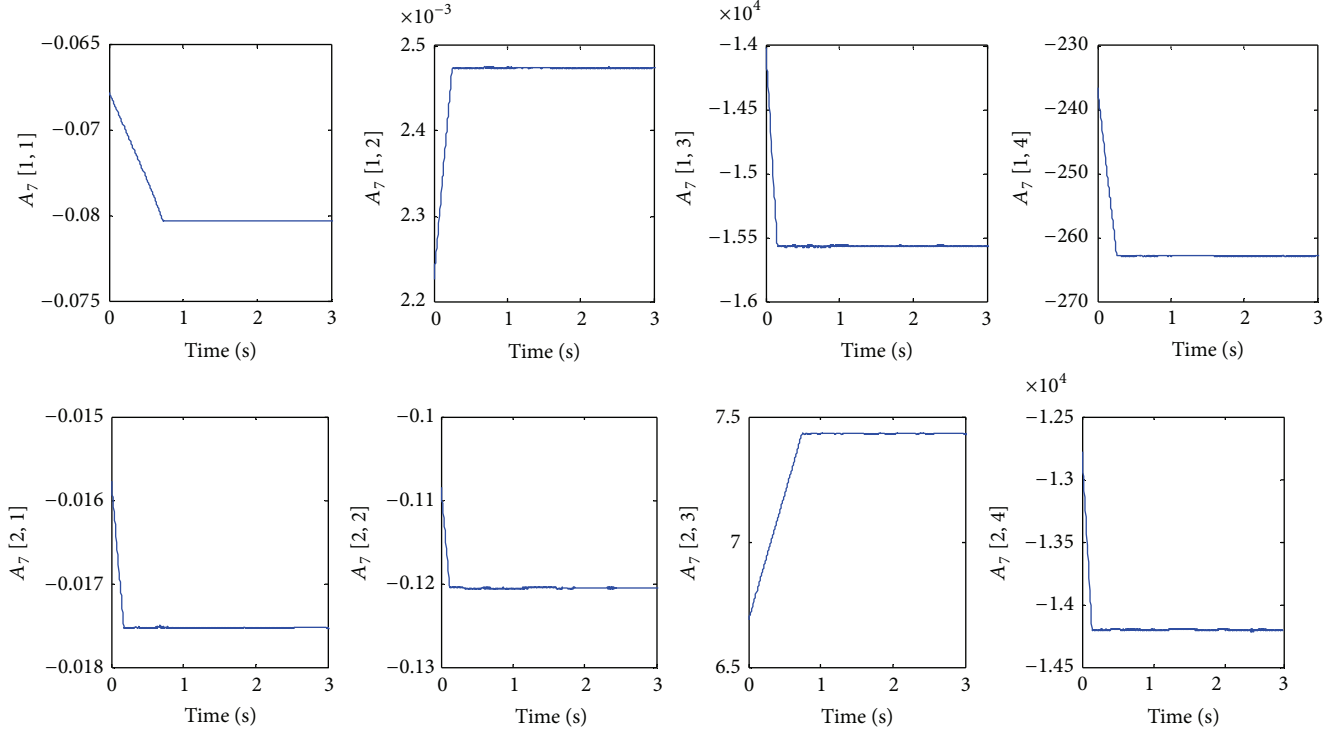 ×10⁻³ ×10⁴
−0.065 2.5 −1.4 −230
−0.07 2.4 −1.45 −240
−1.5 −250
−0.08 2.3 −1.55 −260
−0.075 2.2 −1.6 −270
A₇ [1, 1] A₇ [1, 2] A₇ [1, 3] A₇ [1, 4]
0 1 2 3 0 1 2 3 0 1 2 3 0 1 2 3
Time (s) Time (s) Time (s) Time (s)
×10⁴
−0.015 −0.1 7.5 −1.25
−0.016 −0.11 −1.3
7 −1.35
−0.017 −0.12 −1.4
−0.018 −0.13 6.5 −1.45
A₇ [2, 1] A₇ [2, 2] A₇ [2, 3] A₇ [2, 4]
0 1 2 3 0 1 2 3 0 1 2 3 0 1 2 3
Time (s) Time (s) Time (s) Time (s)